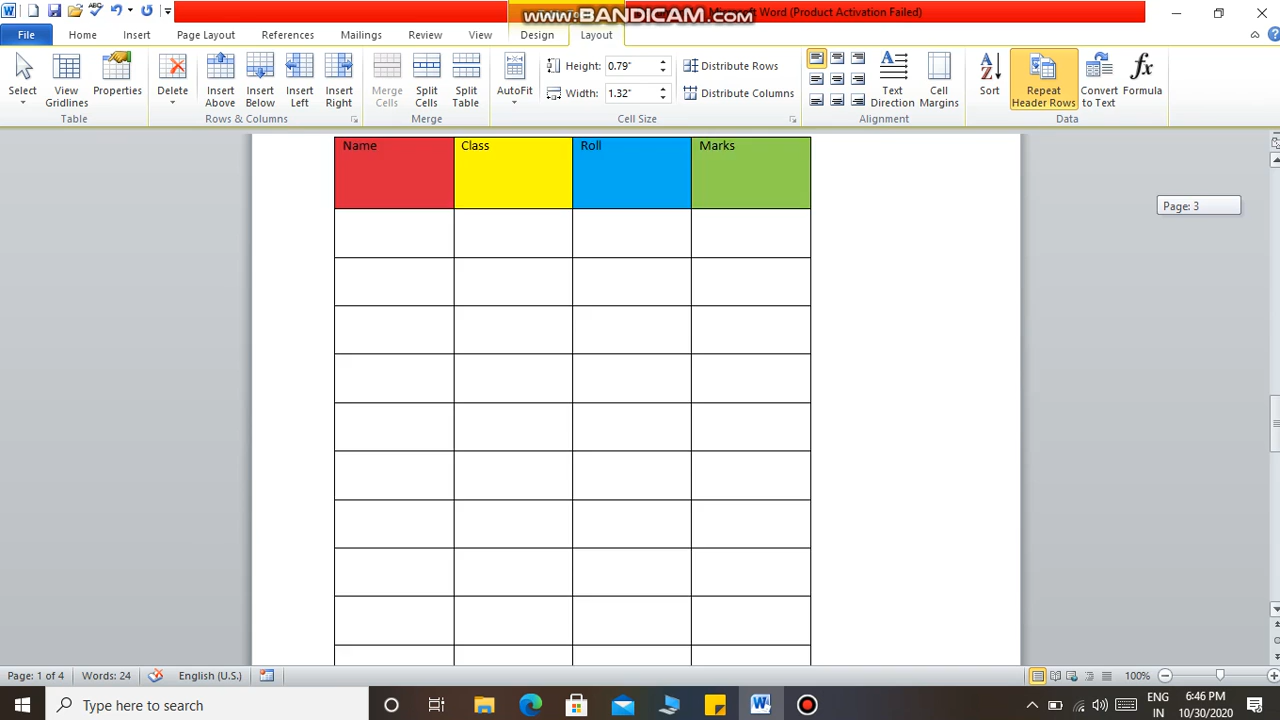 www.BANDICAM.com
Microsoft Word (Product Activation Failed)
File Home Insert Page Layout References Mailings Review View Design Layout
Height: 0.79"
Width: 1.32"
Distribute Rows
Distribute Columns
Select
View Gridlines
Properties
Delete
Insert Above
Insert Below
Insert Left
Insert Right
Merge Cells
Split Cells
Split Table
AutoFit
Text Direction
Cell Margins
Sort
Repeat Header Rows
Convert to Text
Formula
Table Rows & Columns Merge Cell Size Alignment Data
Name Class Roll Marks
Page: 3
Page: 1 of 4 Words: 24 English (U.S.) 100%
Type here to search
ENG
IN
6:46 PM
10/30/2020